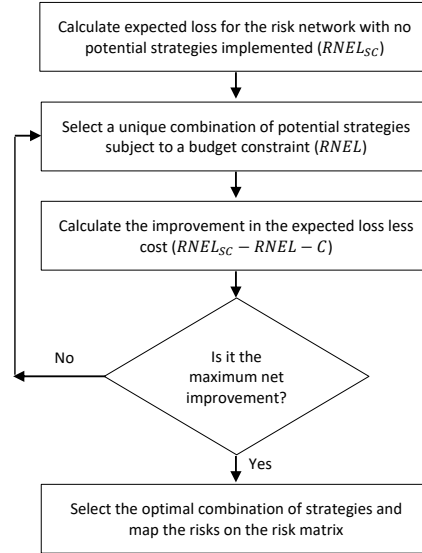 Calculate expected loss for the risk network with no
potential strategies implemented (𝑅𝑁𝐸𝐿𝑆𝐶)
Select a unique combination of potential strategies
subject to a budget constraint (𝑅𝑁𝐸𝐿)
Calculate the improvement in the expected loss less
cost (𝑅𝑁𝐸𝐿𝑆𝐶 − 𝑅𝑁𝐸𝐿 − 𝐶)
No
Is it the
maximum net
improvement?
Yes
Select the optimal combination of strategies and
map the risks on the risk matrix